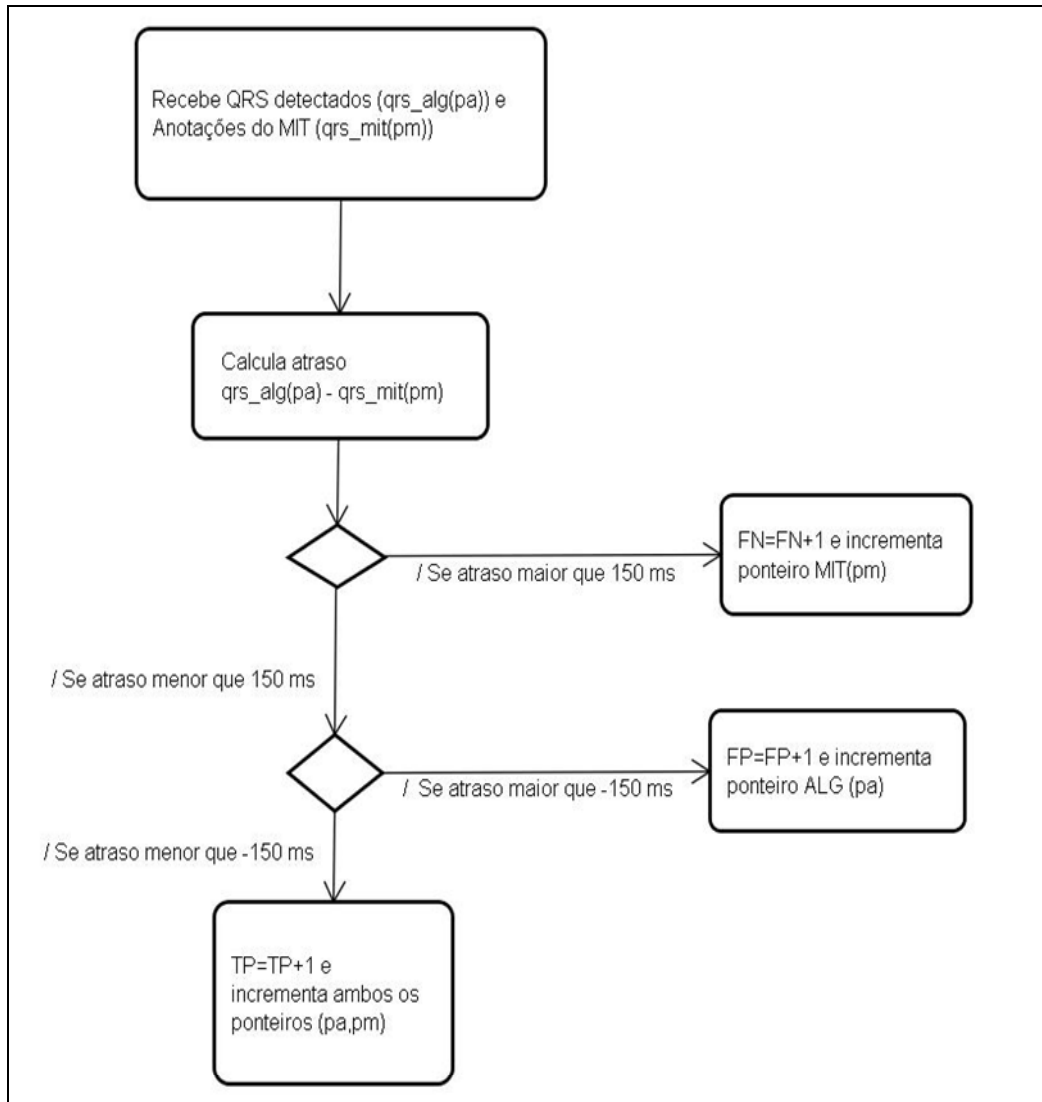 Recebe QRS detectados (qrs_alg(pa)) e
Anotações do MIT (qrs_mit(pm))
Calcula atraso
qrs_alg(pa) - qrs_mit(pm)
/ Se atraso maior que 150 ms
FN=FN+1 e incrementa
ponteiro MIT(pm)
/ Se atraso menor que 150 ms
/ Se atraso maior que -150 ms
FP=FP+1 e incrementa
ponteiro ALG (pa)
/ Se atraso menor que -150 ms
TP=TP+1 e
incrementa ambos os
ponteiros (pa,pm)